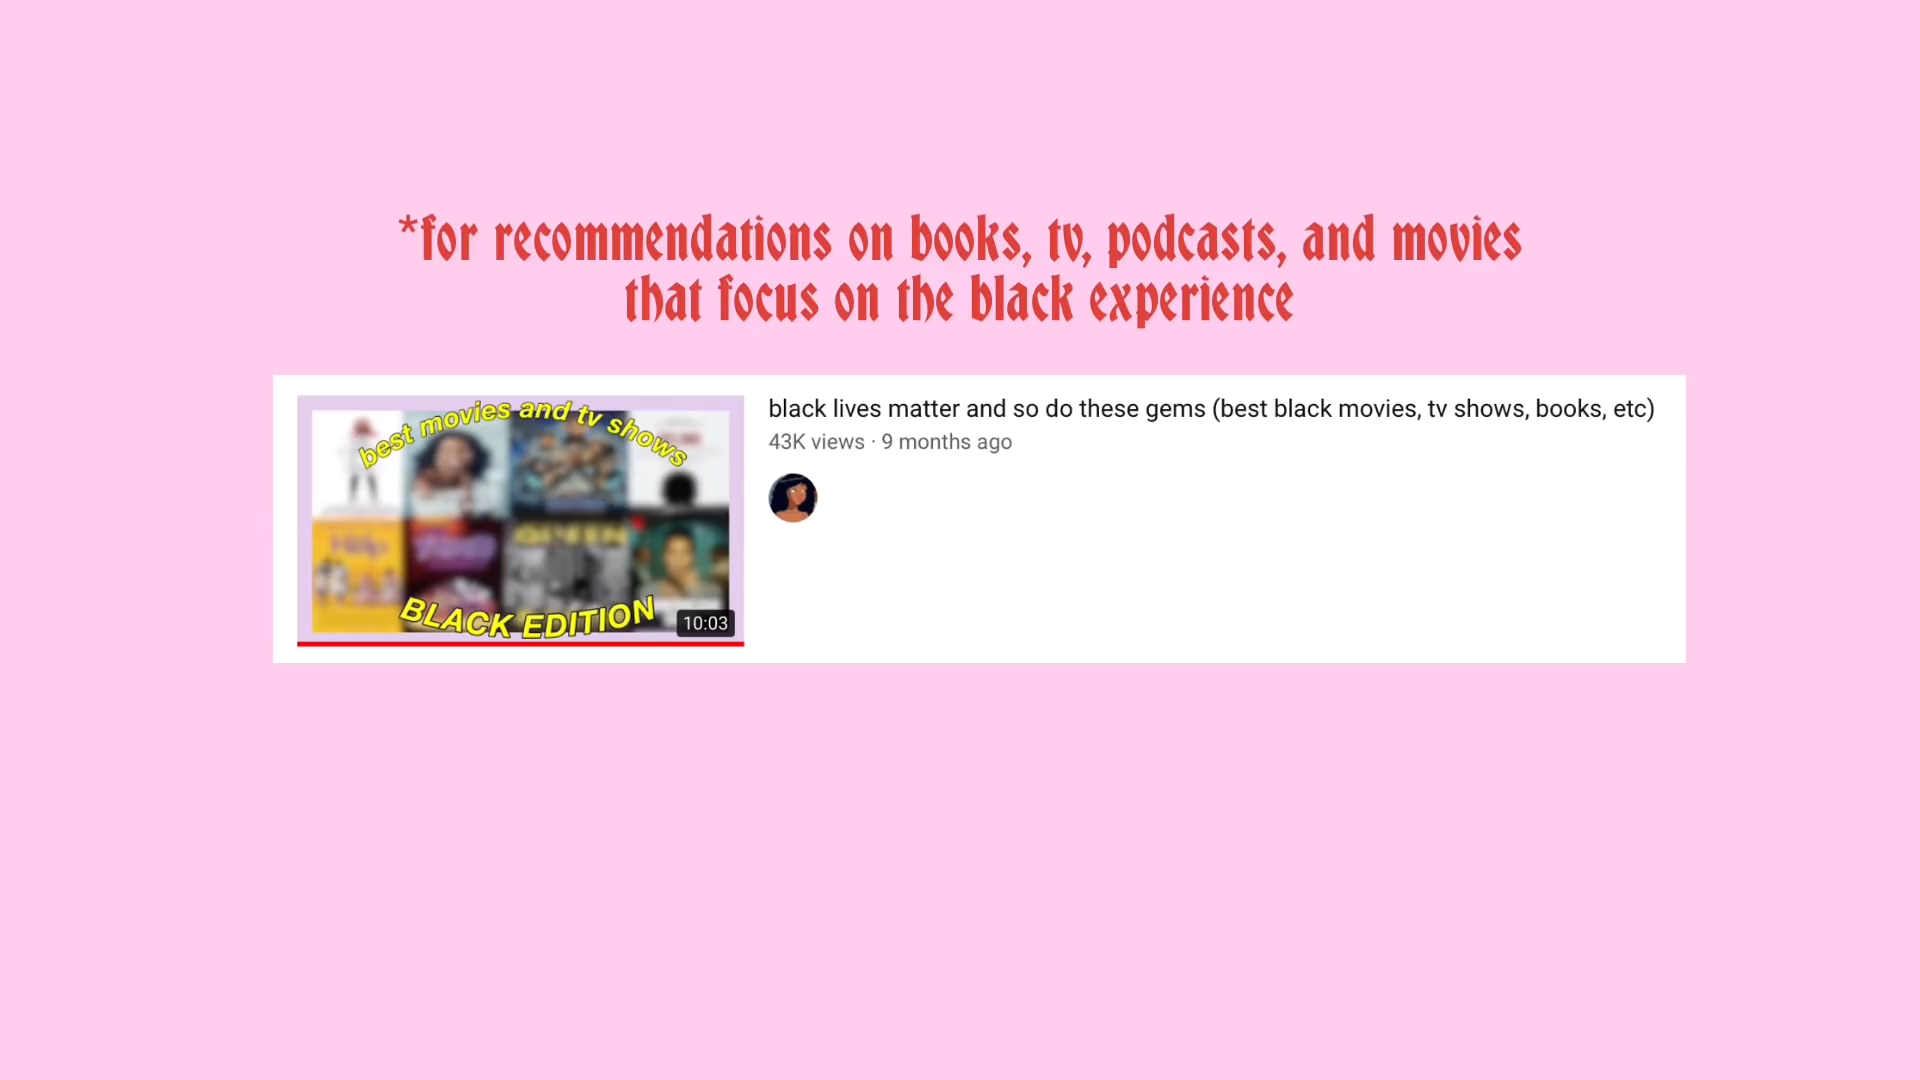 *for recommendations on books, tv, podcasts, and movies
that focus on the black experience
best movies and tv shows
BLACK EDITION
10:03
black lives matter and so do these gems (best black movies, tv shows, books, etc)
43K views · 9 months ago